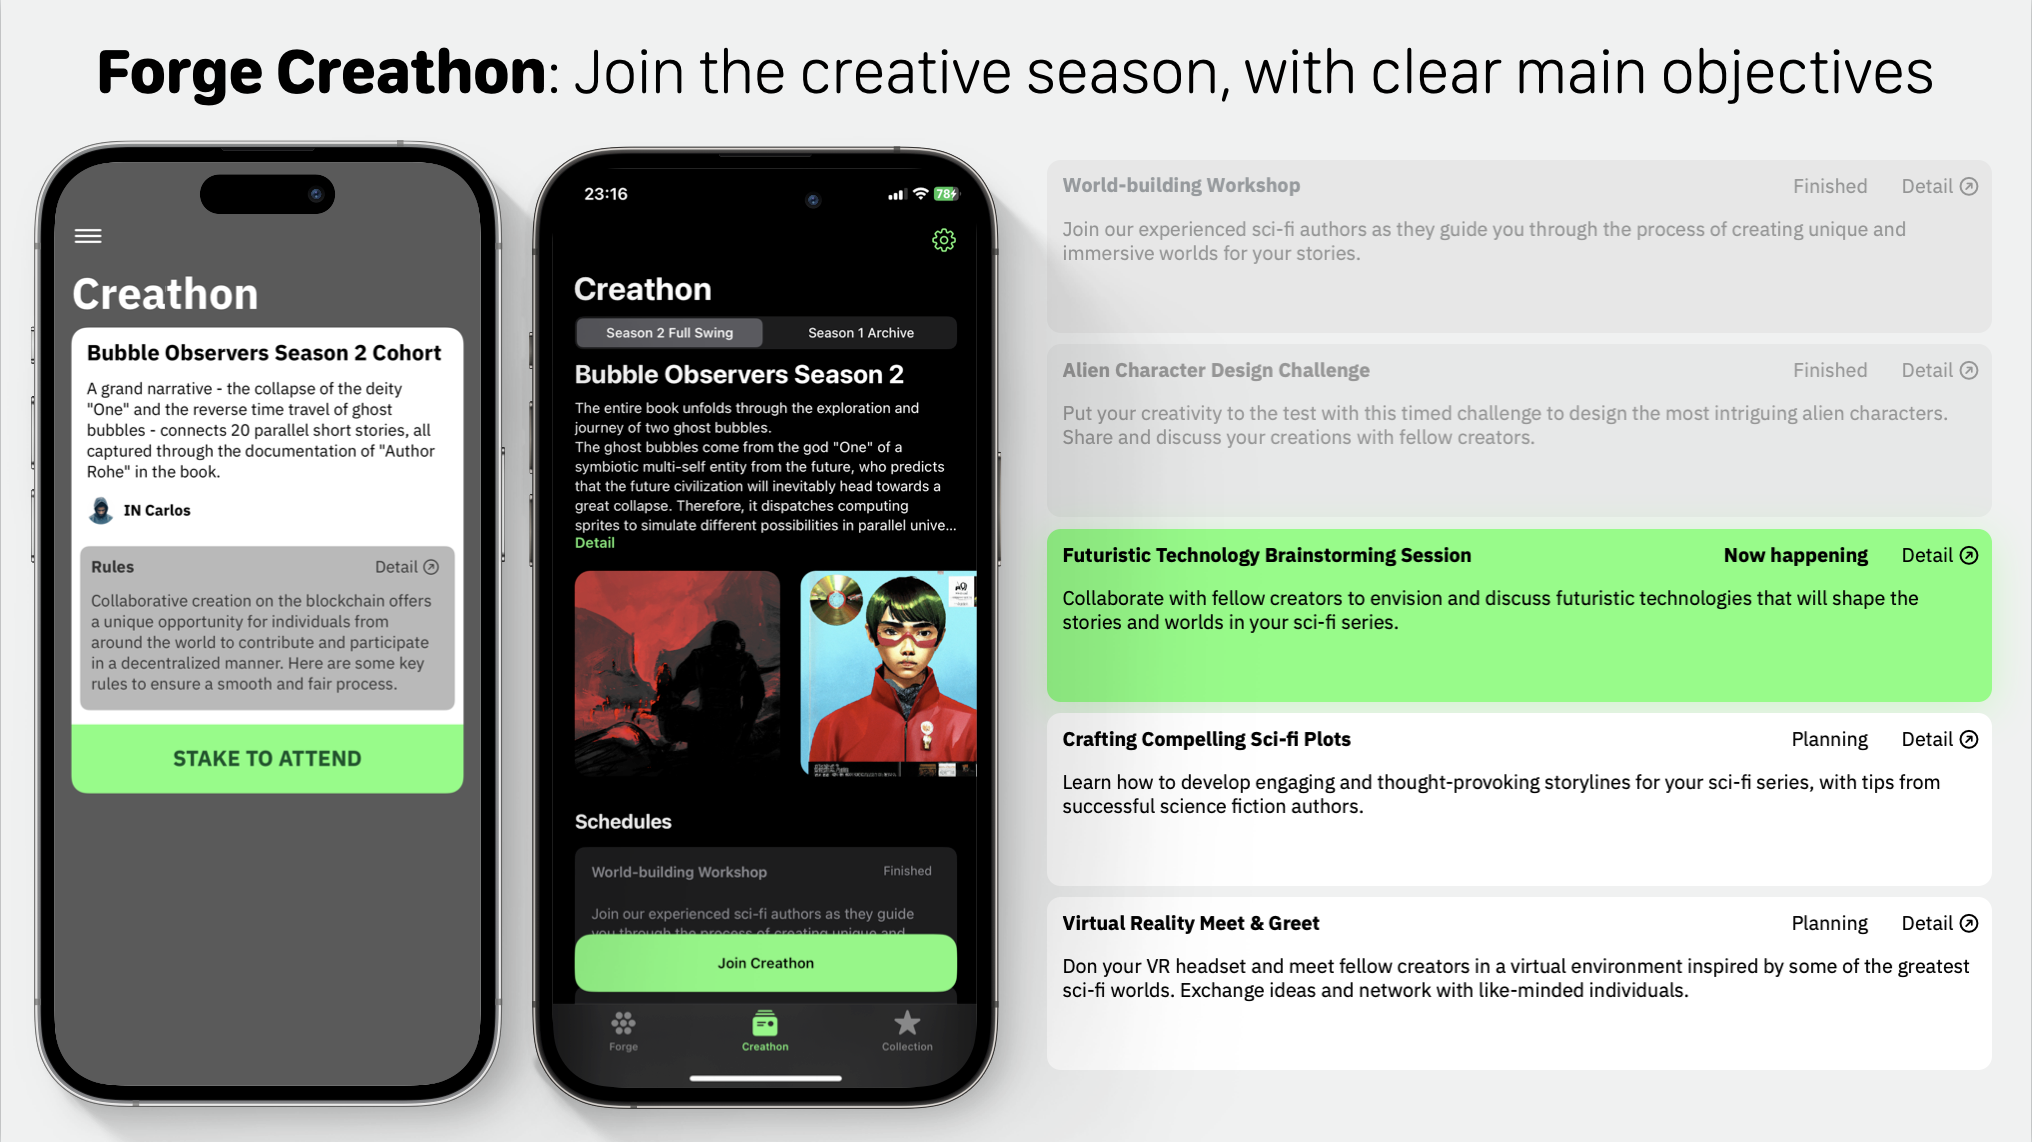 Forge Creathon: Join the creative season, with clear main objectives
Creathon
Bubble Observers Season 2 Cohort
A grand narrative - the collapse of the deity
"One" and the reverse time travel of ghost
bubbles - connects 20 parallel short stories, all
captured through the documentation of "Author
Rohe" in the book.
IN Carlos
Rules Detail
Collaborative creation on the blockchain offers
a unique opportunity for individuals from
around the world to contribute and participate
in a decentralized manner. Here are some key
rules to ensure a smooth and fair process.
STAKE TO ATTEND
23:16 78
Creathon
Season 2 Full Swing Season 1 Archive
Bubble Observers Season 2
The entire book unfolds through the exploration and
journey of two ghost bubbles.
The ghost bubbles come from the god "One" of a
symbiotic multi-self entity from the future, who predicts
that the future civilization will inevitably head towards a
great collapse. Therefore, it dispatches computing
sprites to simulate different possibilities in parallel unive...
Detail
Schedules
World-building Workshop Finished
Join our experienced sci-fi authors as they guide
you through the process of creating unique and
Join Creathon
Forge Creathon Collection
World-building Workshop Finished Detail
Join our experienced sci-fi authors as they guide you through the process of creating unique and
immersive worlds for your stories.
Alien Character Design Challenge Finished Detail
Put your creativity to the test with this timed challenge to design the most intriguing alien characters.
Share and discuss your creations with fellow creators.
Futuristic Technology Brainstorming Session Now happening Detail
Collaborate with fellow creators to envision and discuss futuristic technologies that will shape the
stories and worlds in your sci-fi series.
Crafting Compelling Sci-fi Plots Planning Detail
Learn how to develop engaging and thought-provoking storylines for your sci-fi series, with tips from
successful science fiction authors.
Virtual Reality Meet & Greet Planning Detail
Don your VR headset and meet fellow creators in a virtual environment inspired by some of the greatest
sci-fi worlds. Exchange ideas and network with like-minded individuals.